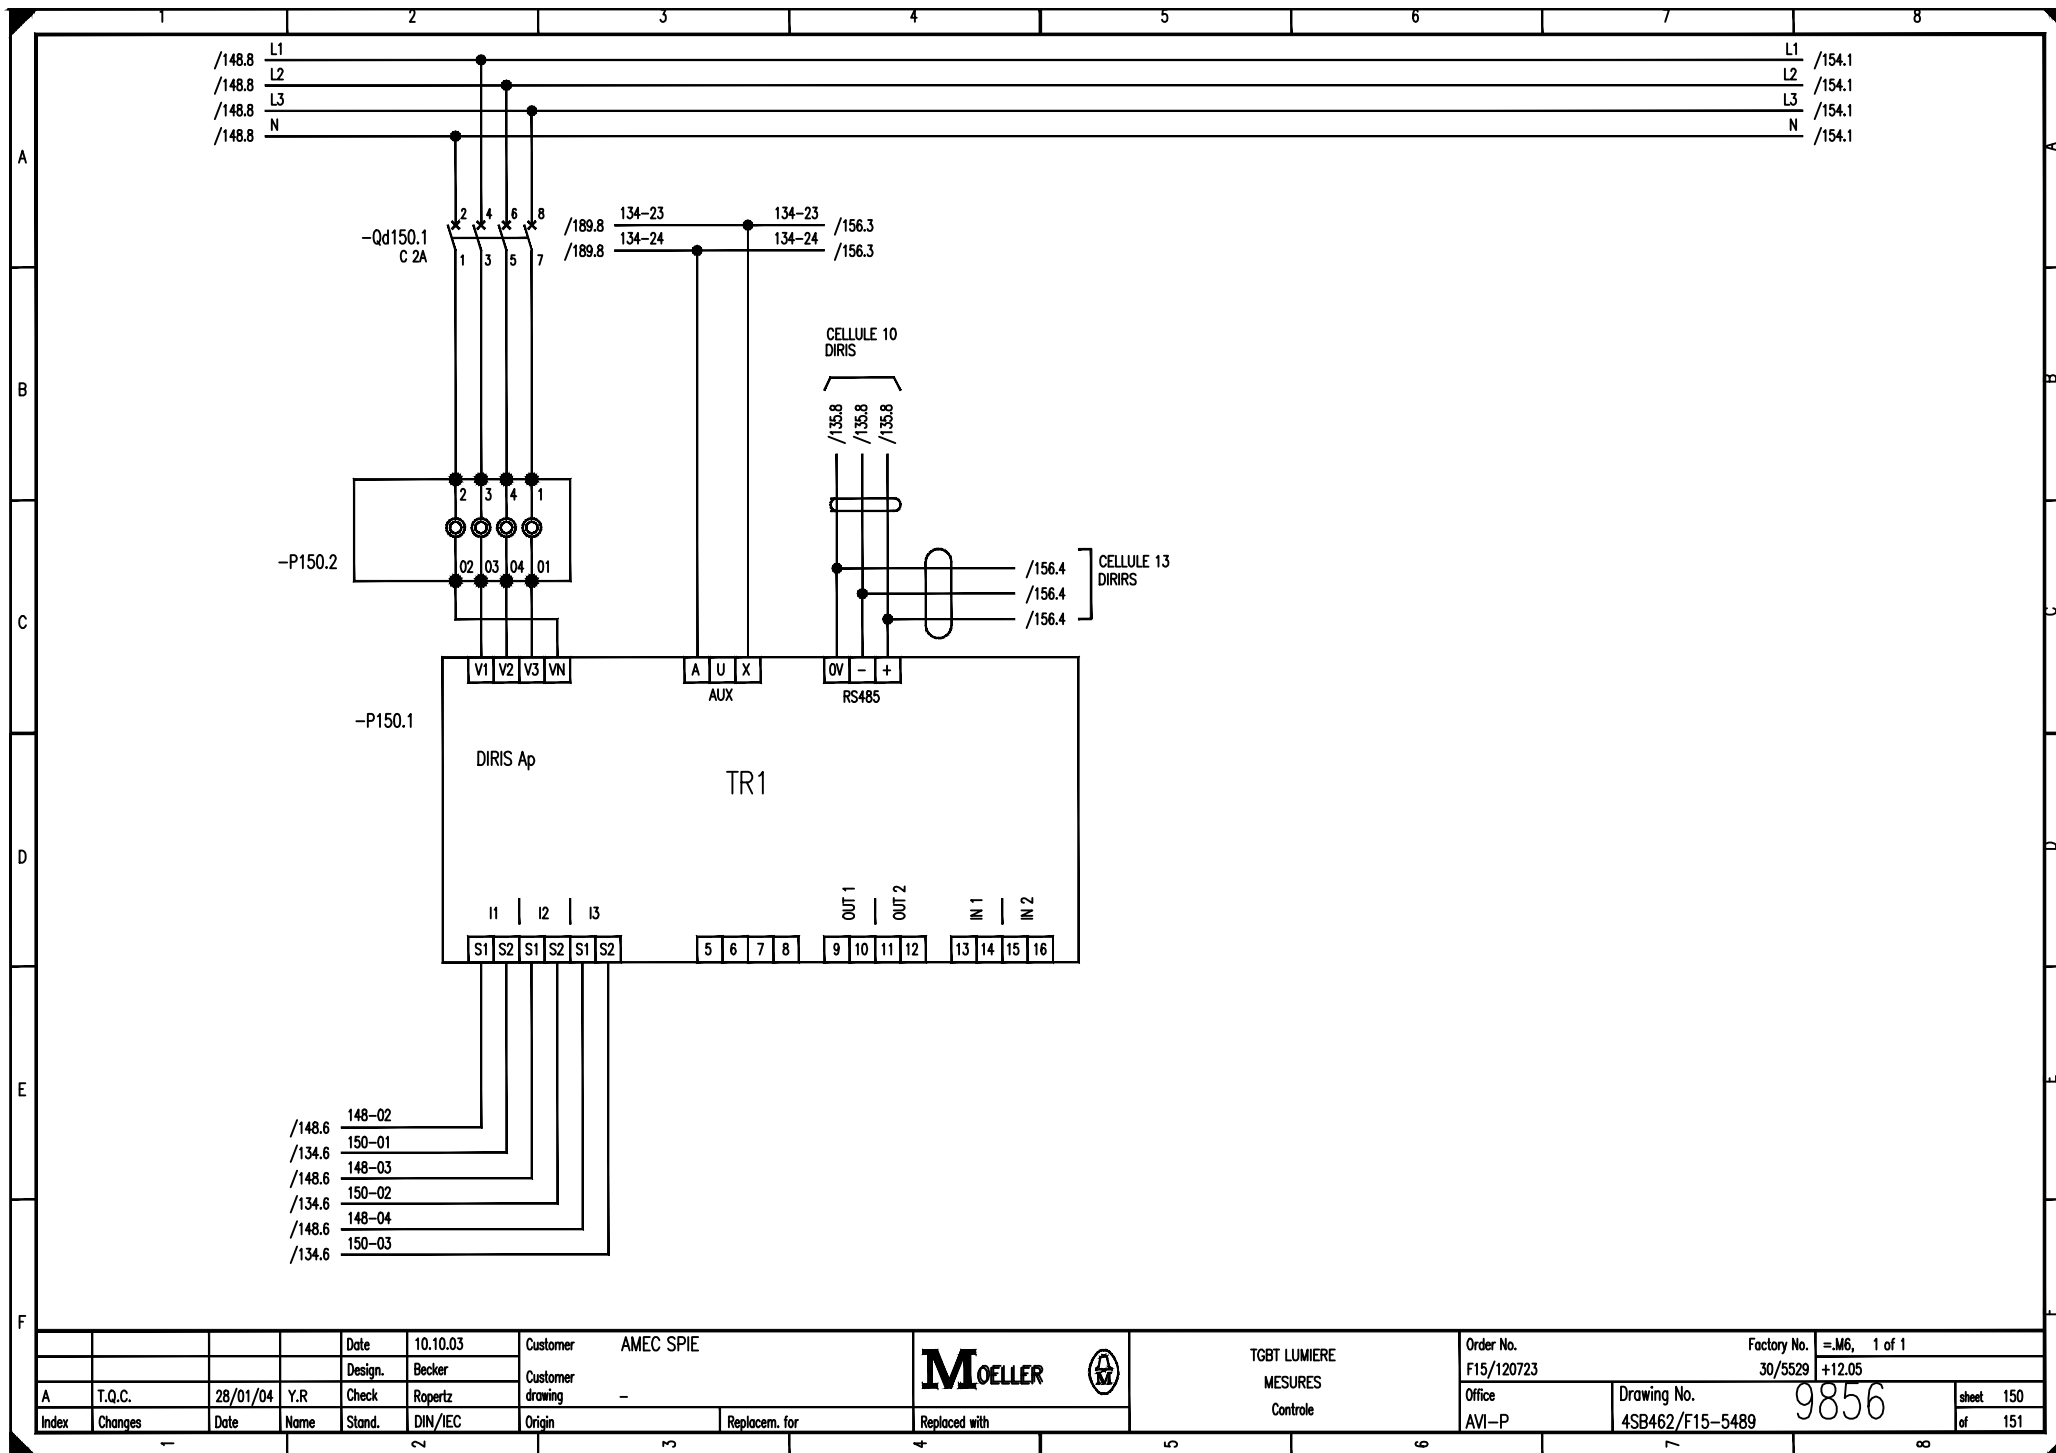 1 2 3 4 5 6 7 8
L1 L1
/148.8 /154.1
L2 L2
/148.8 /154.1
L3 L3
/148.8 /154.1
N N
/148.8 /154.1
A A
2 4 6 8
-Qd150.1
C 2A
1 3 5 7
134-23 134-23
/189.8 /156.3
134-24 134-24
/189.8 /156.3
CELLULE 10
DIRIS
B B
/135.8 /135.8 /135.8
2 3 4 1
-P150.2
02 03 04 01
/156.4
/156.4
/156.4
CELLULE 13
DIRIRS
C C
V1 V2 V3 VN
A U X
AUX
0V - +
RS485
-P150.1
DIRIS Ap
TR1
D D
I1 I2 I3
OUT 1 OUT 2
IN 1 IN 2
S1 S2 S1 S2 S1 S2
5 6 7 8
9 10 11 12
13 14 15 16
E E
148-02
/148.6
150-01
/134.6
148-03
/148.6
150-02
/134.6
148-04
/148.6
150-03
/134.6
F F
Date 10.10.03
Design. Becker
A T.Q.C. 28/01/04 Y.R Check Ropertz
Index Changes Date Name Stand. DIN/IEC
Customer AMEC SPIE
Customer
drawing -
Origin Replacem. for Replaced with
MOELLER
M
TGBT LUMIERE
MESURES
Controle
Order No. Factory No. =.M6, 1 of 1
F15/120723 30/5529 +12.05
Office Drawing No. 9856 sheet 150
AVI-P 4SB462/F15-5489 of 151
1 2 3 4 5 6 7 8